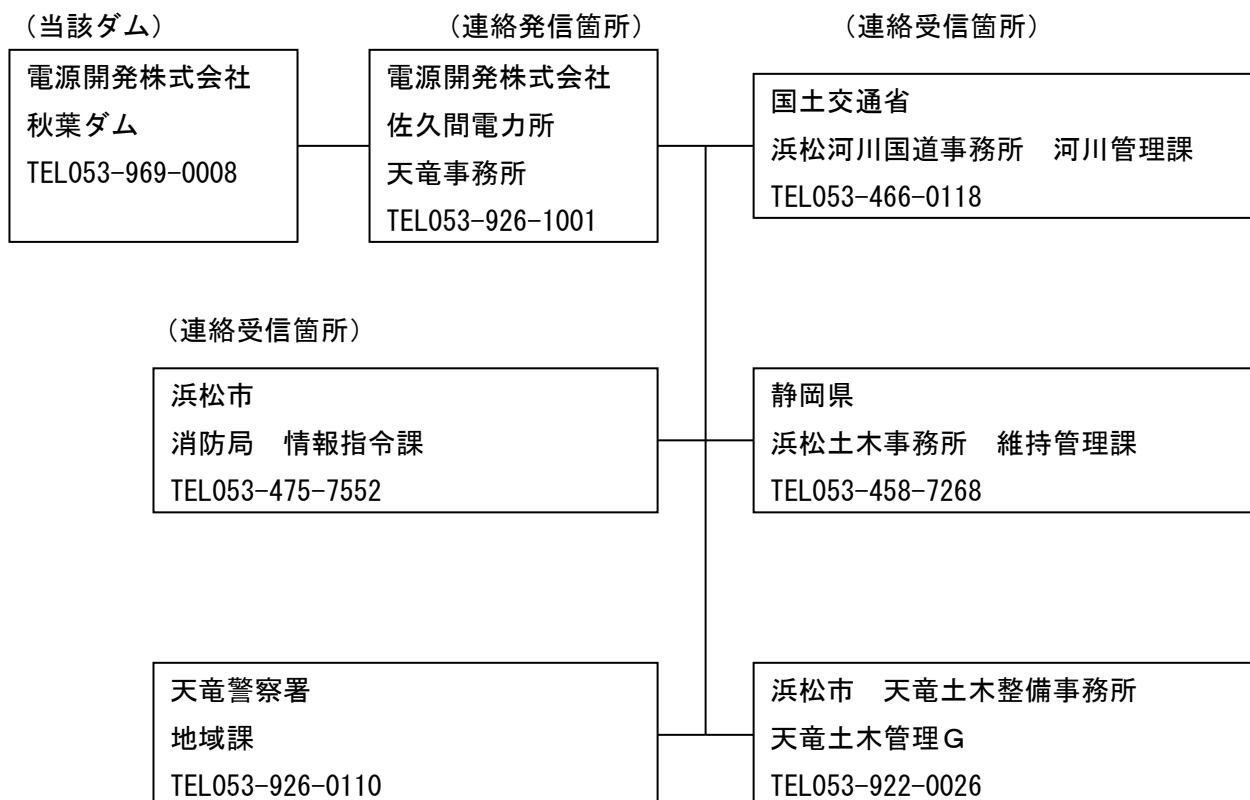 （当該ダム）
電源開発株式会社
秋葉ダム
TEL053-969-0008
（連絡発信箇所）
電源開発株式会社
佐久間電力所
天竜事務所
TEL053-926-1001
（連絡受信箇所）
国土交通省
浜松河川国道事務所　河川管理課
TEL053-466-0118
（連絡受信箇所）
浜松市
消防局　情報指令課
TEL053-475-7552
静岡県
浜松土木事務所　維持管理課
TEL053-458-7268
天竜警察署
地域課
TEL053-926-0110
浜松市　天竜土木整備事務所
天竜土木管理Ｇ
TEL053-922-0026